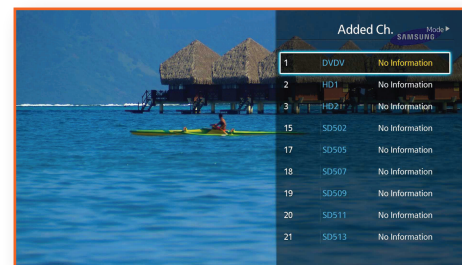 Added Ch. Mode▶
SAMSUNG
1 DVDV No Information
2 HD1 No Information
3 HD2 No Information
15 SD502 No Information
17 SD505 No Information
18 SD507 No Information
19 SD509 No Information
20 SD511 No Information
21 SD513 No Information